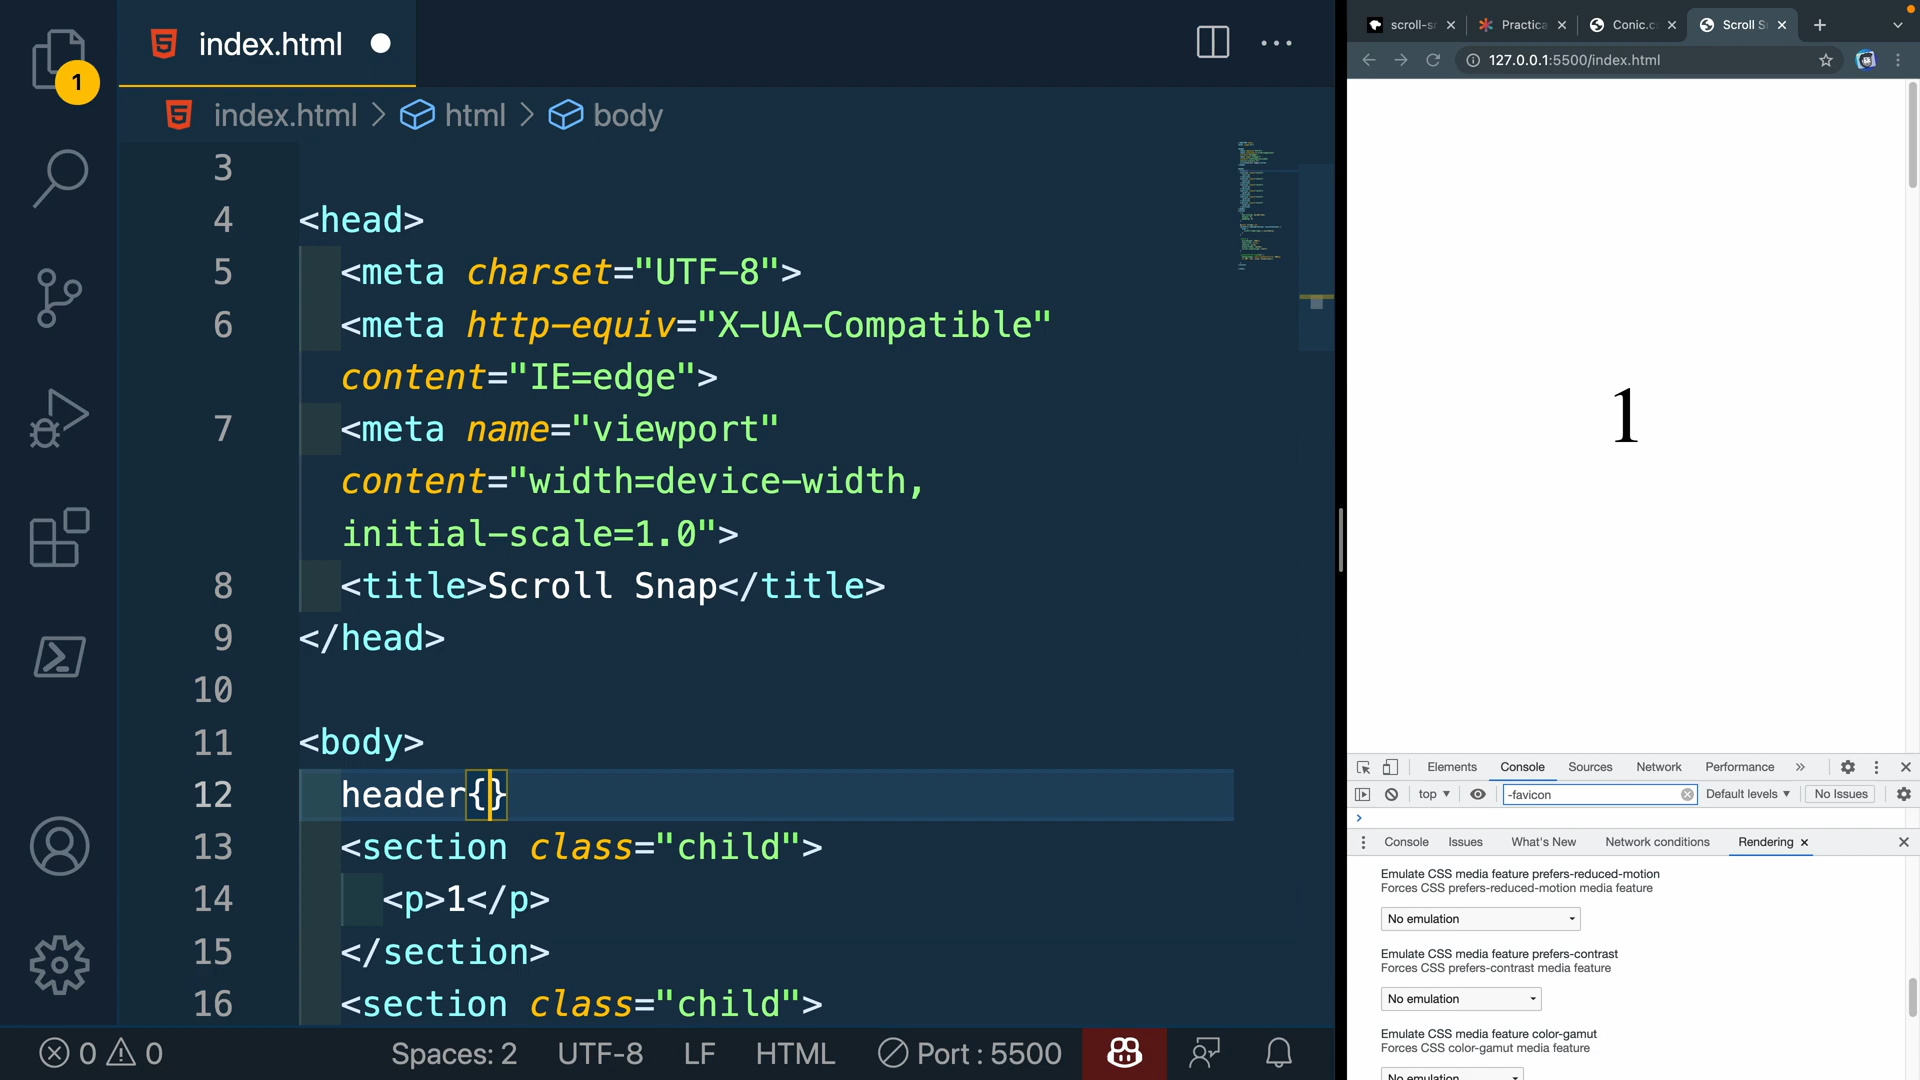 index.html
1
index.html > html > body
3
4 <head>
5 <meta charset="UTF-8">
6 <meta http-equiv="X-UA-Compatible"
content="IE=edge">
7 <meta name="viewport"
content="width=device-width,
initial-scale=1.0">
8 <title>Scroll Snap</title>
9 </head>
10
11 <body>
12 header{}
13 <section class="child">
14 <p>1</p>
15 </section>
16 <section class="child">
0 0 Spaces: 2 UTF-8 LF HTML Port : 5500
scroll-s Practica Conic.c Scroll S
127.0.0.1:5500/index.html
1
Elements Console Sources Network Performance »
top -favicon Default levels No Issues
Console Issues What's New Network conditions Rendering
Emulate CSS media feature prefers-reduced-motion
Forces CSS prefers-reduced-motion media feature
No emulation
Emulate CSS media feature prefers-contrast
Forces CSS prefers-contrast media feature
No emulation
Emulate CSS media feature color-gamut
Forces CSS color-gamut media feature
No emulation